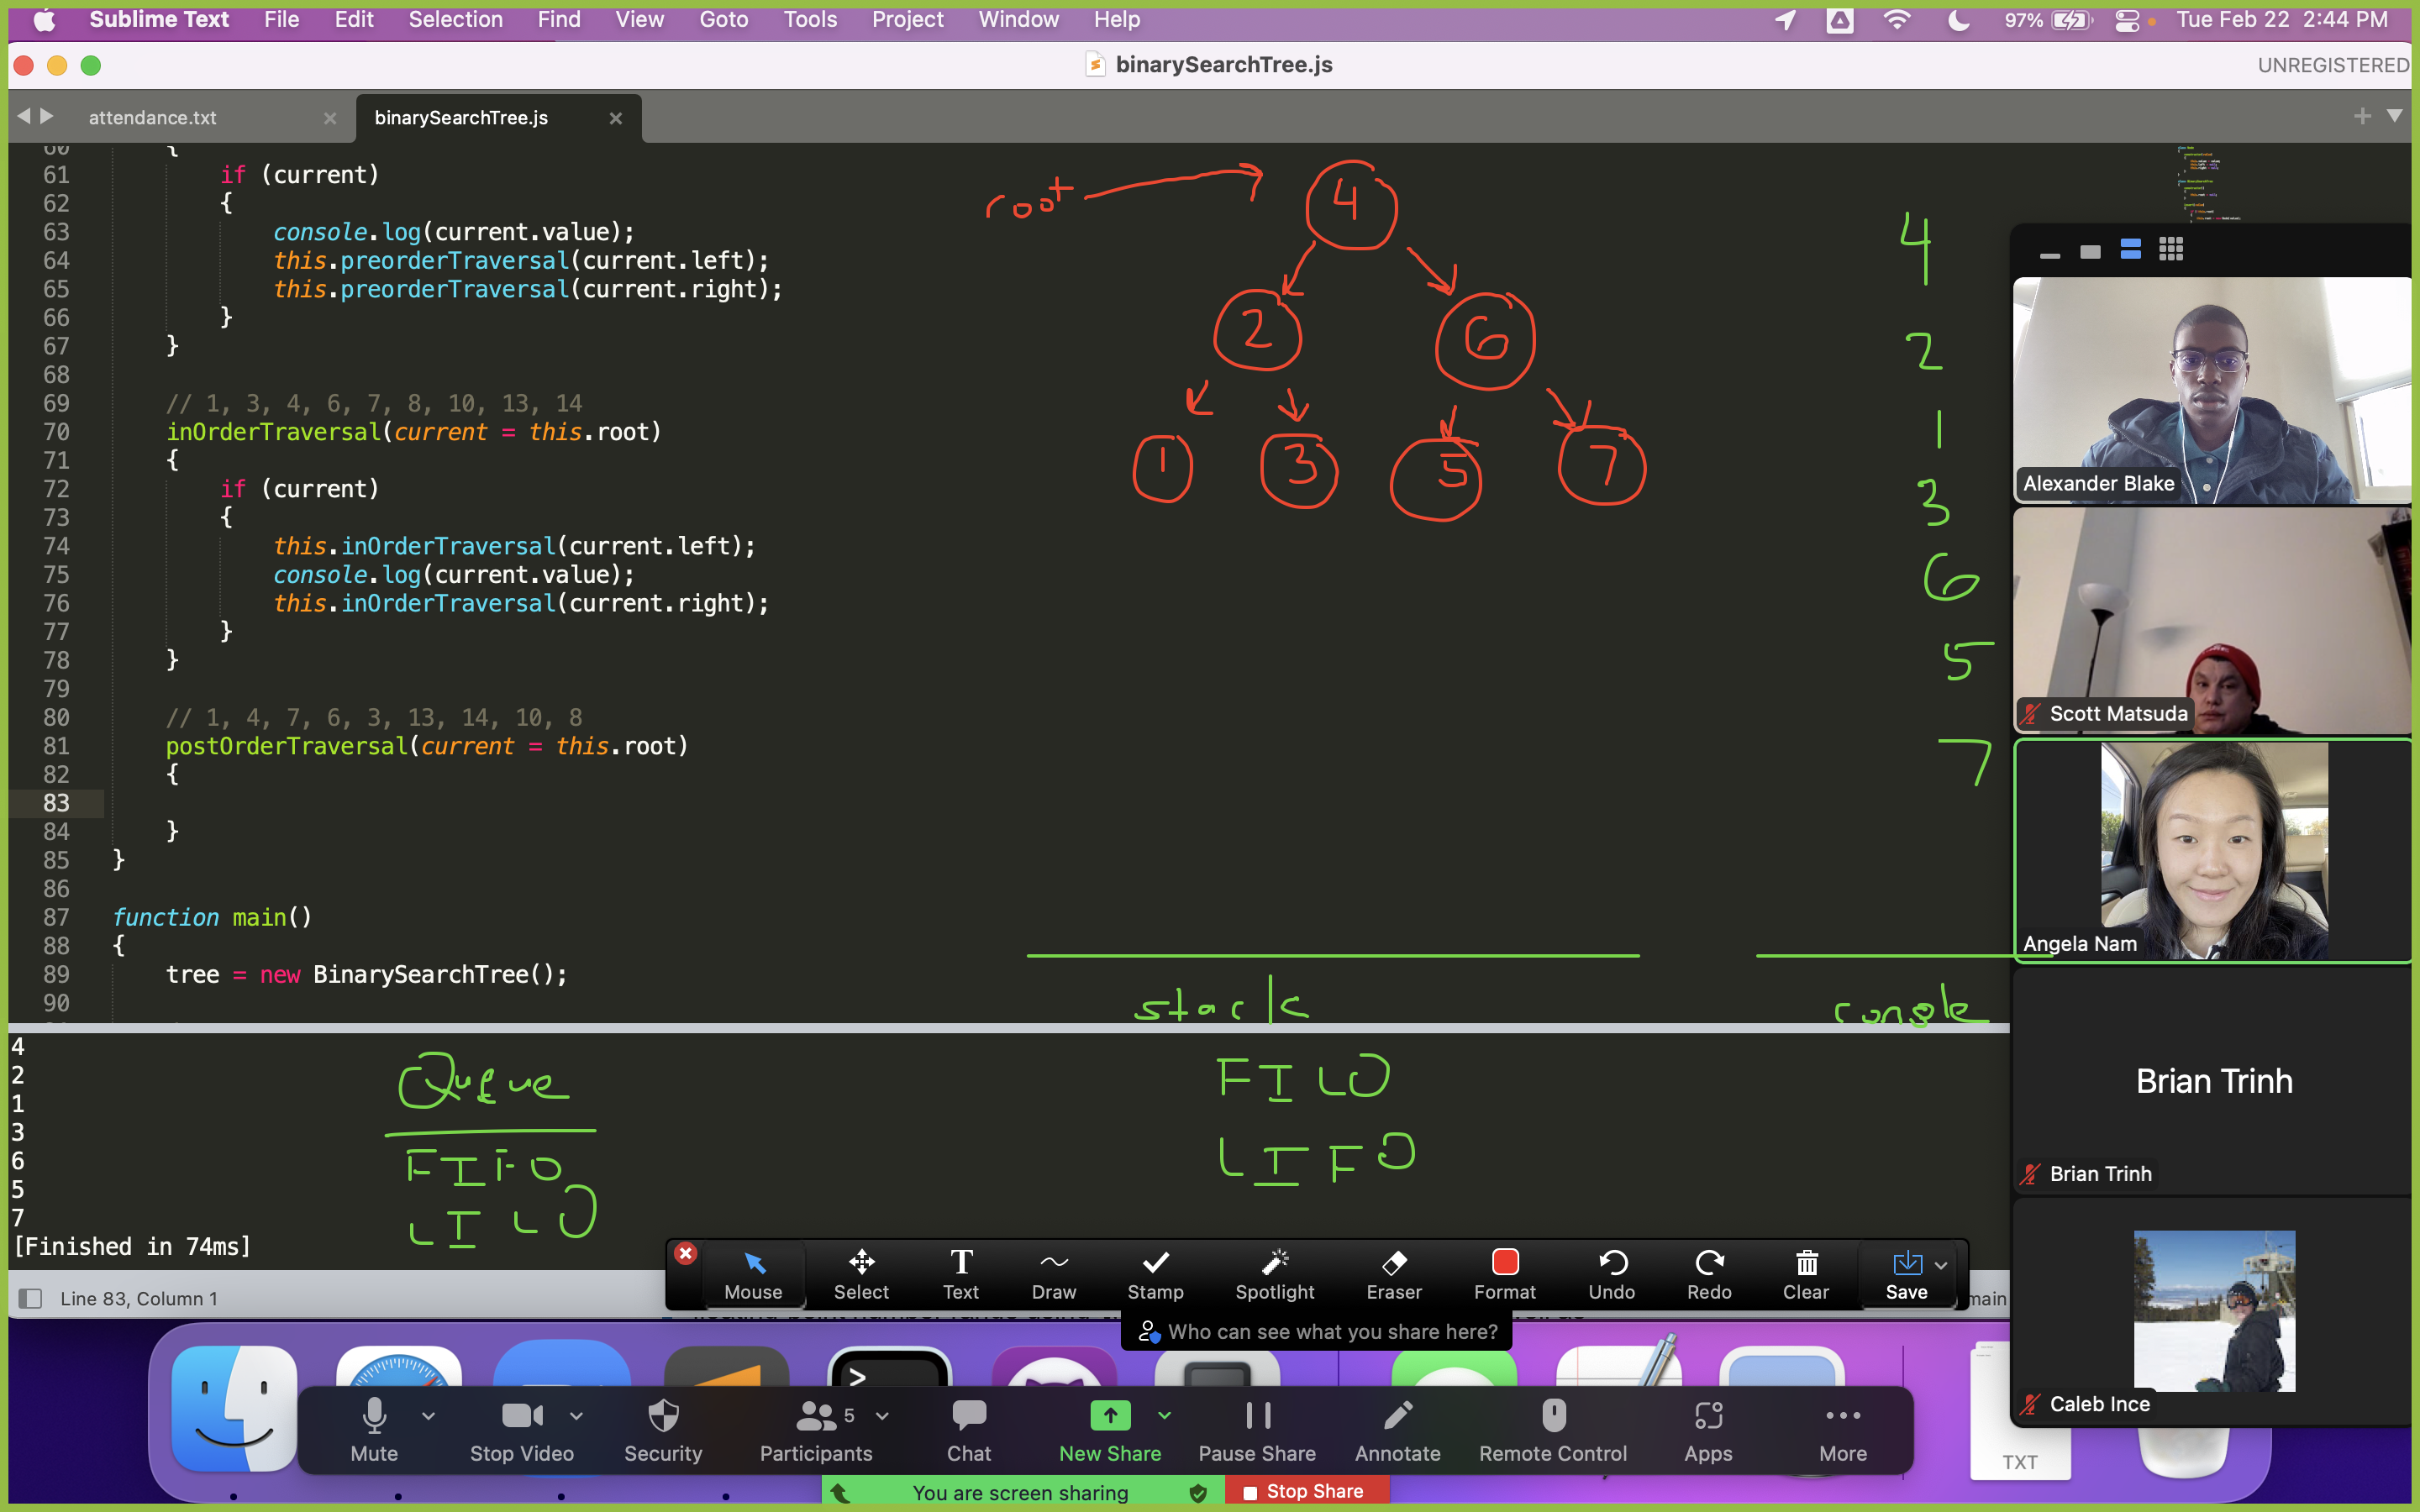 Sublime Text File Edit Selection Find View Goto Tools Project Window Help 97% Tue Feb 22 2:44 PM
binarySearchTree.js UNREGISTERED
attendance.txt binarySearchTree.js
60 {
61 if (current)
62 {
63 console.log(current.value);
64 this.preorderTraversal(current.left);
65 this.preorderTraversal(current.right);
66 }
67 }
68
69 // 1, 3, 4, 6, 7, 8, 10, 13, 14
70 inOrderTraversal(current = this.root)
71 {
72 if (current)
73 {
74 this.inOrderTraversal(current.left);
75 console.log(current.value);
76 this.inOrderTraversal(current.right);
77 }
78 }
79
80 // 1, 4, 7, 6, 3, 13, 14, 10, 8
81 postOrderTraversal(current = this.root)
82 {
83
84 }
85 }
86
87 function main()
88 {
89 tree = new BinarySearchTree();
90
root 4
2 6
1 3 5 7
4
2
1
3
6
5
7
stack console
FILO
LIFO
Queue
FIFO
LILO
4
2
1
3
6
5
7
[Finished in 74ms]
Line 83, Column 1
main
Alexander Blake
Scott Matsuda
Angela Nam
Brian Trinh
Brian Trinh
Caleb Ince
Mouse Select Text Draw Stamp Spotlight Eraser Format Undo Redo Clear Save
Who can see what you share here?
Mute Stop Video Security Participants 5 Chat New Share Pause Share Annotate Remote Control Apps More
TXT
You are screen sharing Stop Share